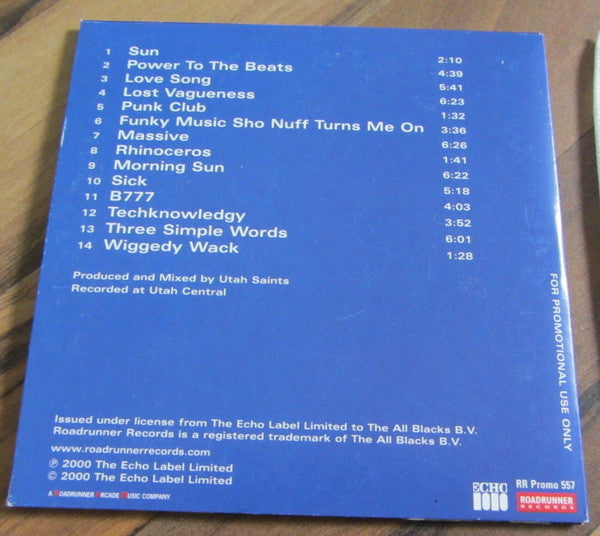 1 Sun 2:10
2 Power To The Beats 4:39
3 Love Song 5:41
4 Lost Vagueness 6:23
5 Punk Club 1:32
6 Funky Music Sho Nuff Turns Me On 3:36
7 Massive 6:26
8 Rhinoceros 1:41
9 Morning Sun 6:22
10 Sick 5:18
11 B777 4:03
12 Techknowledgy 3:52
13 Three Simple Words 6:01
14 Wiggedy Wack 1:28
Produced and Mixed by Utah Saints
Recorded at Utah Central
FOR PROMOTIONAL USE ONLY
Issued under license from The Echo Label Limited to The All Blacks B.V.
Roadrunner Records is a registered trademark of The All Blacks B.V.
www.roadrunnerrecords.com
℗ 2000 The Echo Label Limited
© 2000 The Echo Label Limited
A ROADRUNNER ARCADE MUSIC COMPANY
ECHO
RR Promo 557
ROADRUNNER
RECORDS